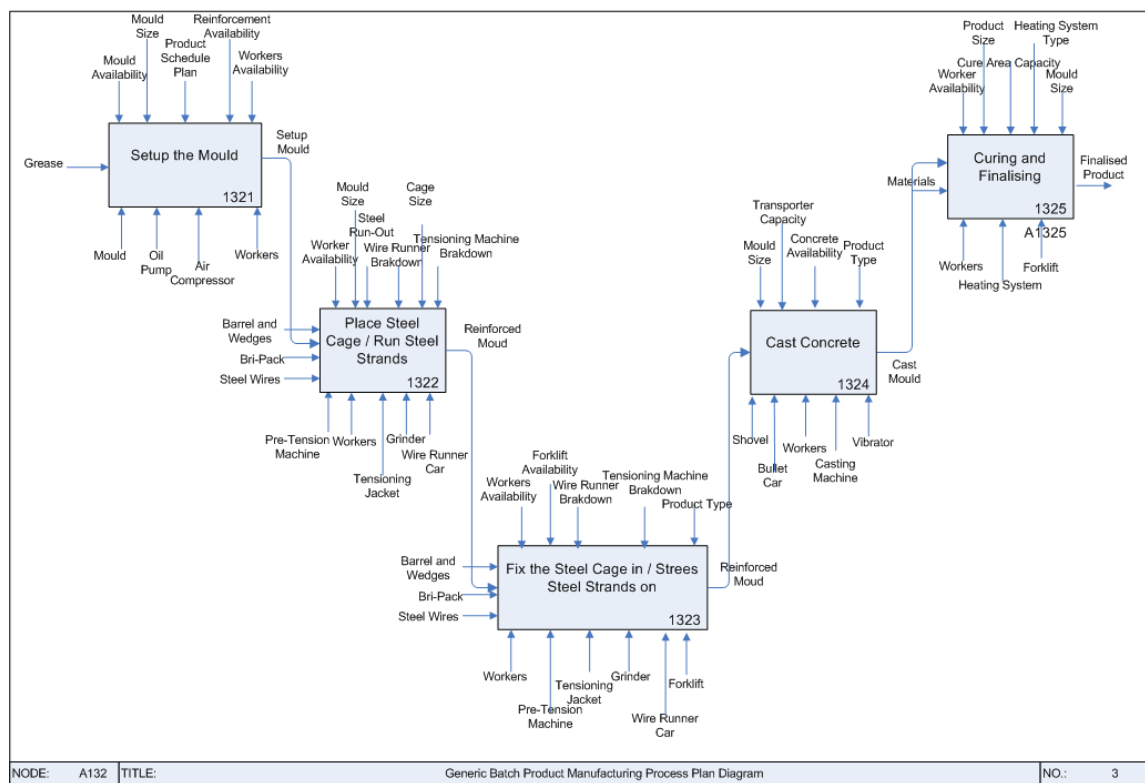 Mould
Size
Reinforcement
Availability
Mould
Availability
Product
Schedule
Plan
Workers
Availability
Grease
Setup the Mould
1321
Setup
Mould
Mould
Oil
Pump
Air
Compressor
Workers
Mould
Size
Cage
Size
Steel
Run-Out
Worker
Availability
Wire Runner
Brakdown
Tensioning Machine
Brakdown
Barrel and
Wedges
Bri-Pack
Steel Wires
Place Steel
Cage / Run Steel
Strands
1322
Reinforced
Moud
Pre-Tension
Machine
Workers
Tensioning
Jacket
Grinder
Wire Runner
Car
Forklift
Availability
Workers
Availability
Wire Runner
Breakdown
Tensioning Machine
Breakdown
Product Type
Barrel and
Wedges
Bri-Pack
Steel Wires
Fix the Steel Cage in / Strees
Steel Strands on
1323
Reinforced
Moud
Workers
Pre-Tension
Machine
Tensioning
Jacket
Grinder
Wire Runner
Car
Forklift
Transporter
Capacity
Mould
Size
Concrete
Availability
Product
Type
Cast Concrete
1324
Cast
Mould
Shovel
Bullet
Car
Workers
Casting
Machine
Vibrator
Product
Size
Heating System
Type
Cure Area Capacity
Worker
Availability
Mould
Size
Materials
Curing and
Finalising
1325
A1325
Finalised
Product
Workers
Heating System
Forklift
NODE: A132 TITLE: Generic Batch Product Manufacturing Process Plan Diagram NO.: 3